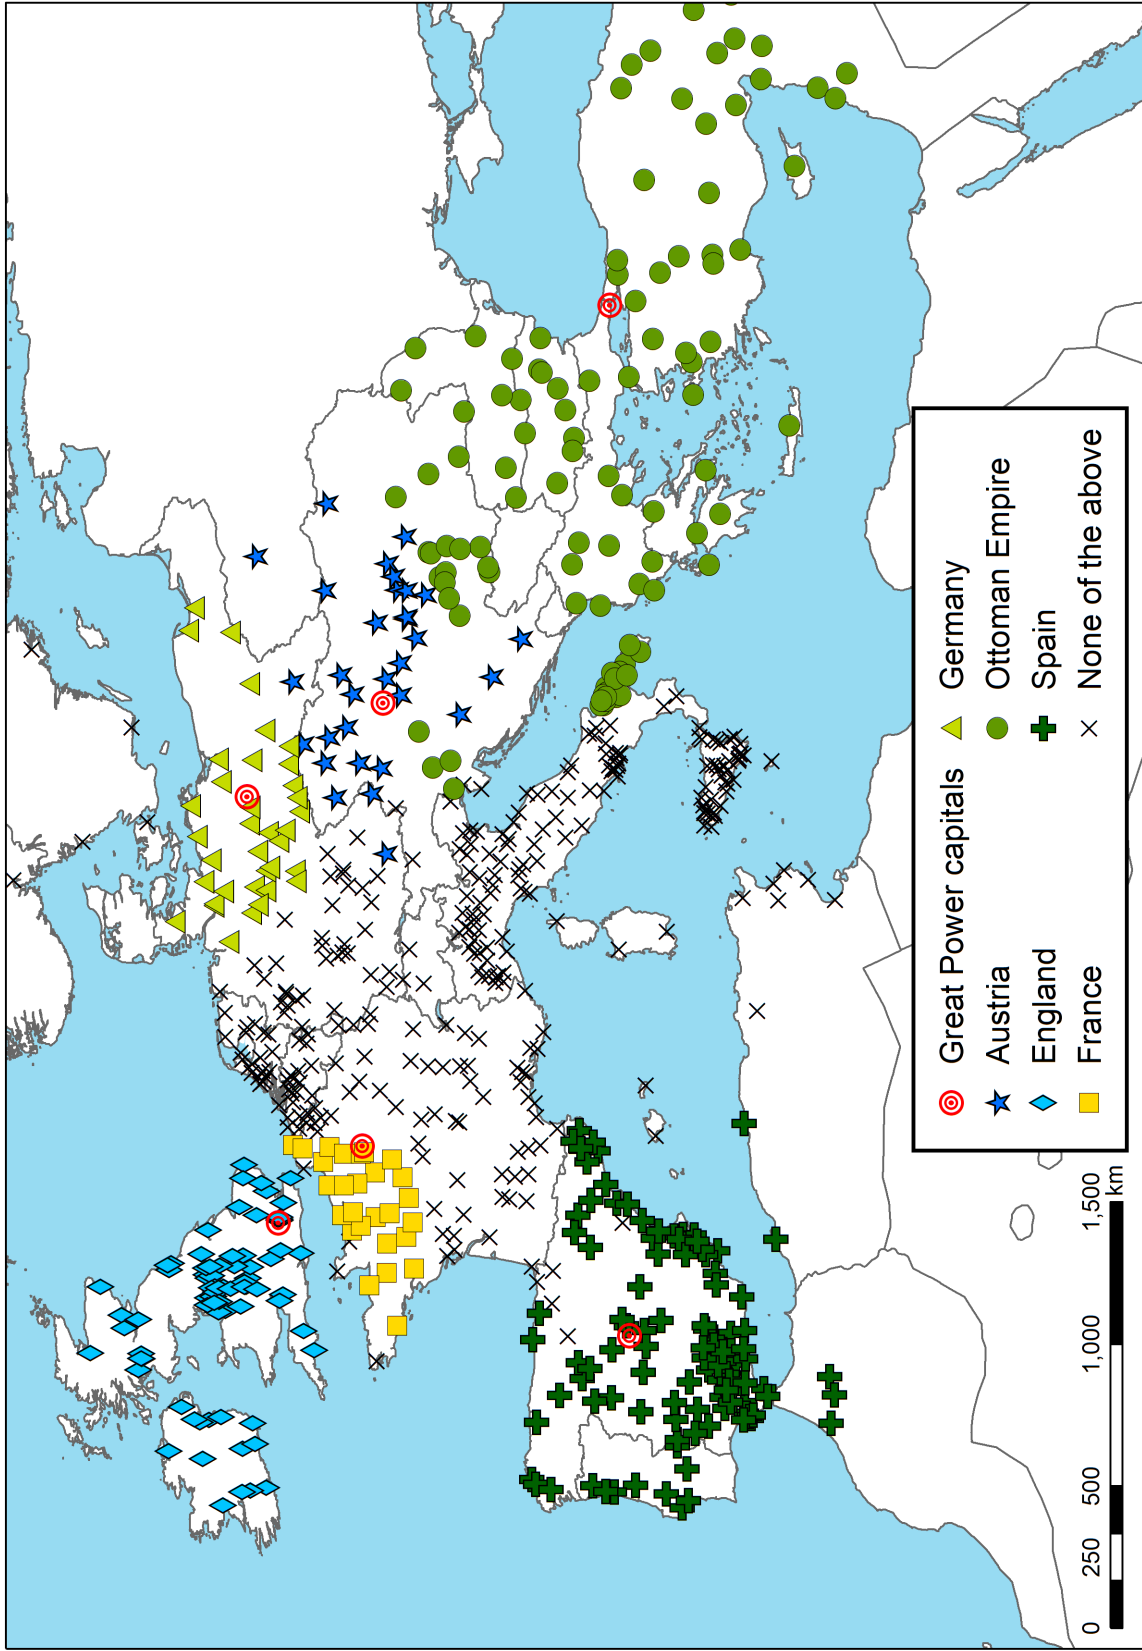 Great Power capitals
Germany
Austria
Ottoman Empire
England
Spain
France
None of the above
0 250 500 1,000 1,500
km